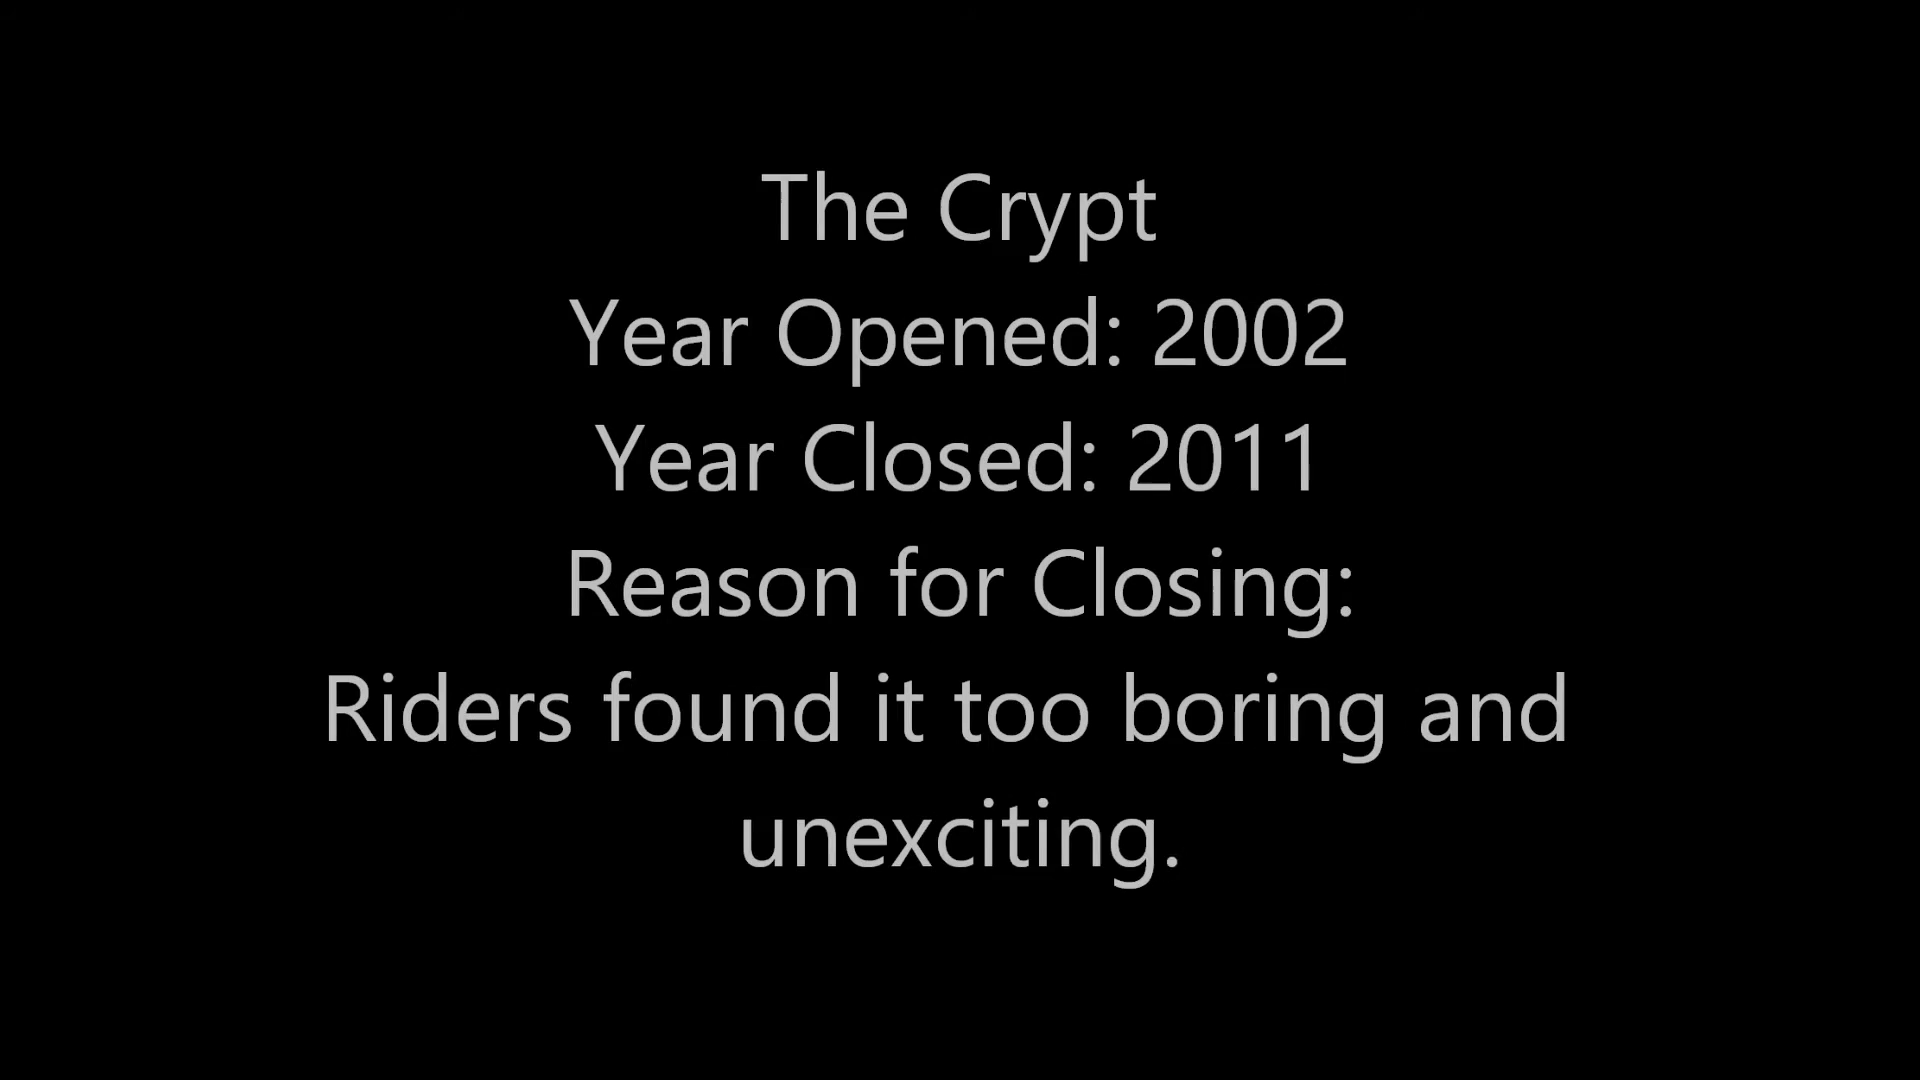 The Crypt
Year Opened: 2002
Year Closed: 2011
Reason for Closing:
Riders found it too boring and
unexciting.